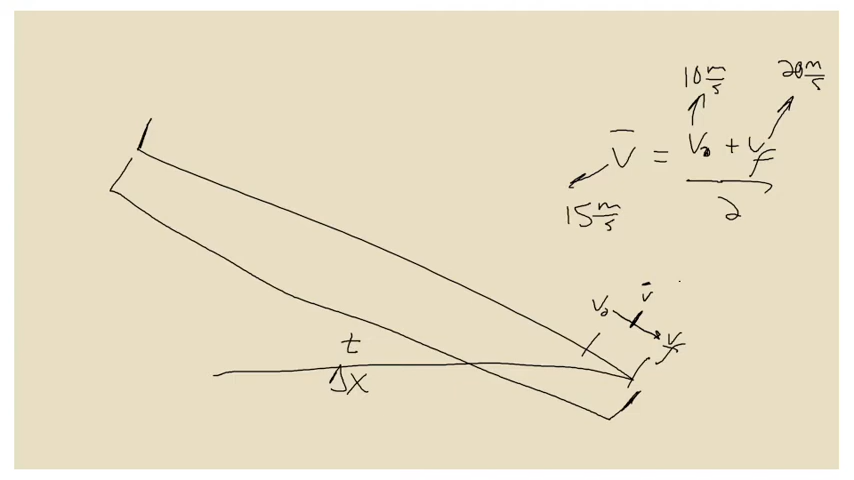 10 m/s 20 m/s
V̄ = (V₀ + V_f)/2
15 m/s
V₀ V̄ V_f
t
Δx